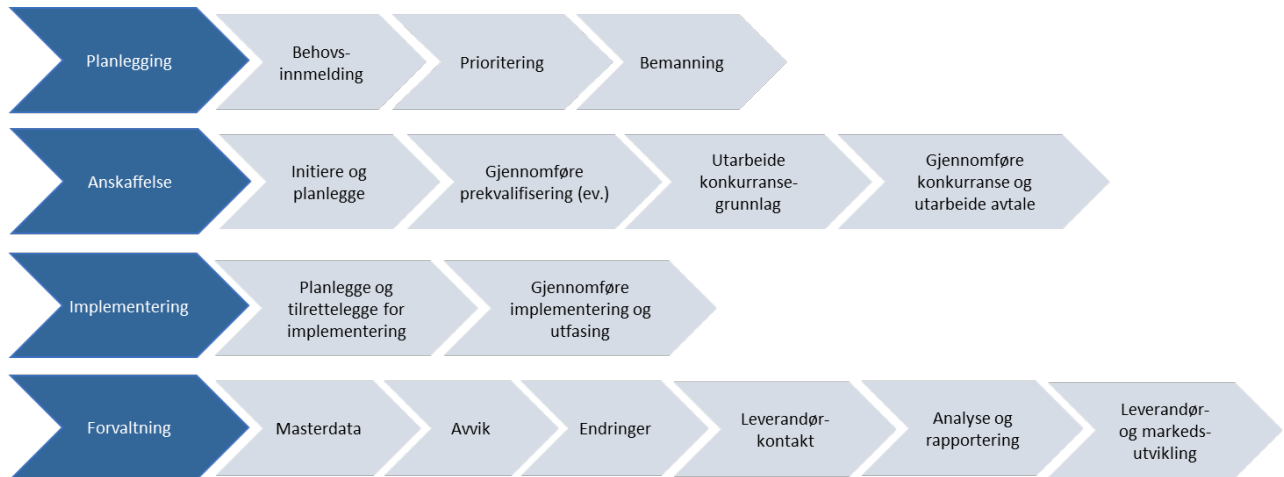 Planlegging
Behovs-
innmelding
Prioritering
Bemanning
Anskaffelse
Initiere og
planlegge
Gjennomføre
prekvalifisering (ev.)
Utarbeide
konkurranse-
grunnlag
Gjennomføre
konkurranse og
utarbeide avtale
Implementering
Planlegge og
tilrettelegge for
implementering
Gjennomføre
implementering og
utfasing
Forvaltning
Masterdata
Avvik
Endringer
Leverandør-
kontakt
Analyse og
rapportering
Leverandør-
og markeds-
utvikling